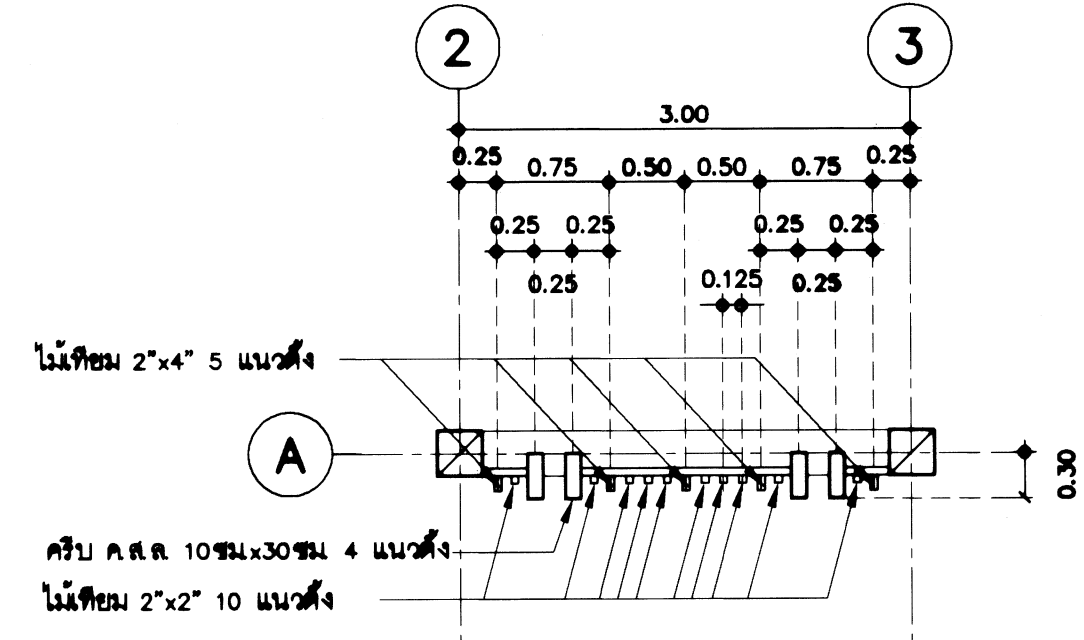 2 3
3.00
0.25 0.75 0.50 0.50 0.75 0.25
0.25 0.25 0.25 0.25
0.25 0.125 0.25
ไม้เทียม 2"x4" 5 แนวตั้ง
A
0.30
ครีบ ค.ส.ล. 10ซม.x30ซม. 4 แนวตั้ง
ไม้เทียม 2"x2" 10 แนวตั้ง